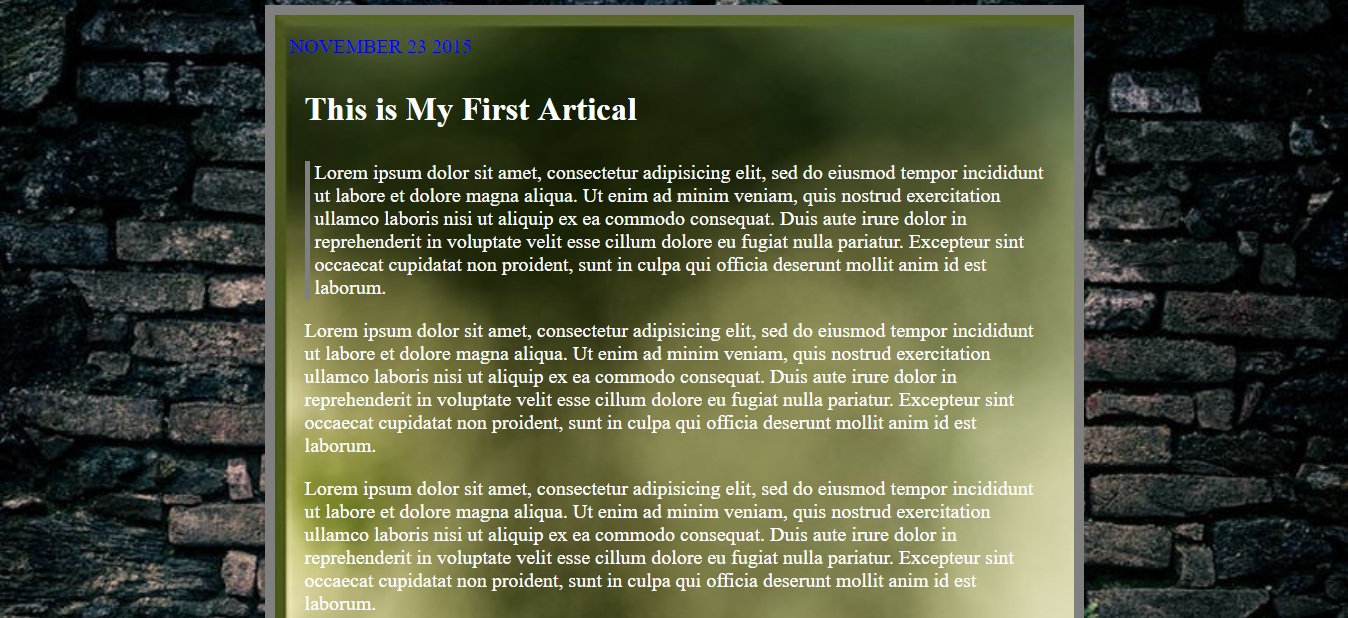 NOVEMBER 23 2015
This is My First Artical
Lorem ipsum dolor sit amet, consectetur adipisicing elit, sed do eiusmod tempor incididunt
ut labore et dolore magna aliqua. Ut enim ad minim veniam, quis nostrud exercitation
ullamco laboris nisi ut aliquip ex ea commodo consequat. Duis aute irure dolor in
reprehenderit in voluptate velit esse cillum dolore eu fugiat nulla pariatur. Excepteur sint
occaecat cupidatat non proident, sunt in culpa qui officia deserunt mollit anim id est
laborum.
Lorem ipsum dolor sit amet, consectetur adipisicing elit, sed do eiusmod tempor incididunt
ut labore et dolore magna aliqua. Ut enim ad minim veniam, quis nostrud exercitation
ullamco laboris nisi ut aliquip ex ea commodo consequat. Duis aute irure dolor in
reprehenderit in voluptate velit esse cillum dolore eu fugiat nulla pariatur. Excepteur sint
occaecat cupidatat non proident, sunt in culpa qui officia deserunt mollit anim id est
laborum.
Lorem ipsum dolor sit amet, consectetur adipisicing elit, sed do eiusmod tempor incididunt
ut labore et dolore magna aliqua. Ut enim ad minim veniam, quis nostrud exercitation
ullamco laboris nisi ut aliquip ex ea commodo consequat. Duis aute irure dolor in
reprehenderit in voluptate velit esse cillum dolore eu fugiat nulla pariatur. Excepteur sint
occaecat cupidatat non proident, sunt in culpa qui officia deserunt mollit anim id est
laborum.